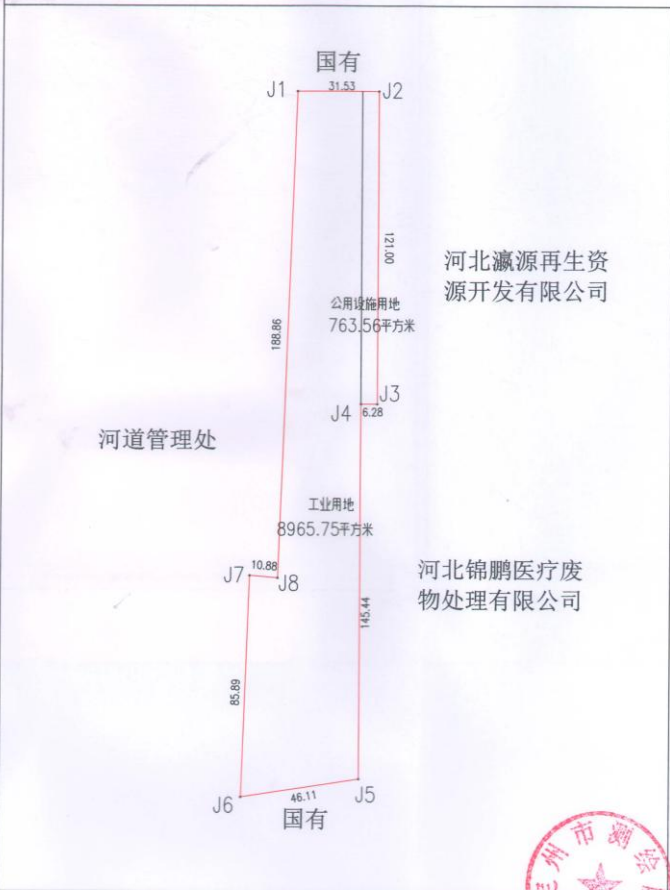 国有
J1
31.53
J2
121.00
河北瀛源再生资
源开发有限公司
公用设施用地
763.56平方米
188.86
J3
J4
6.28
河道管理处
工业用地
8965.75平方米
J7
10.88
J8
河北锦鹏医疗废
物处理有限公司
145.44
85.89
J5
J6
46.11
国有
州市测绘